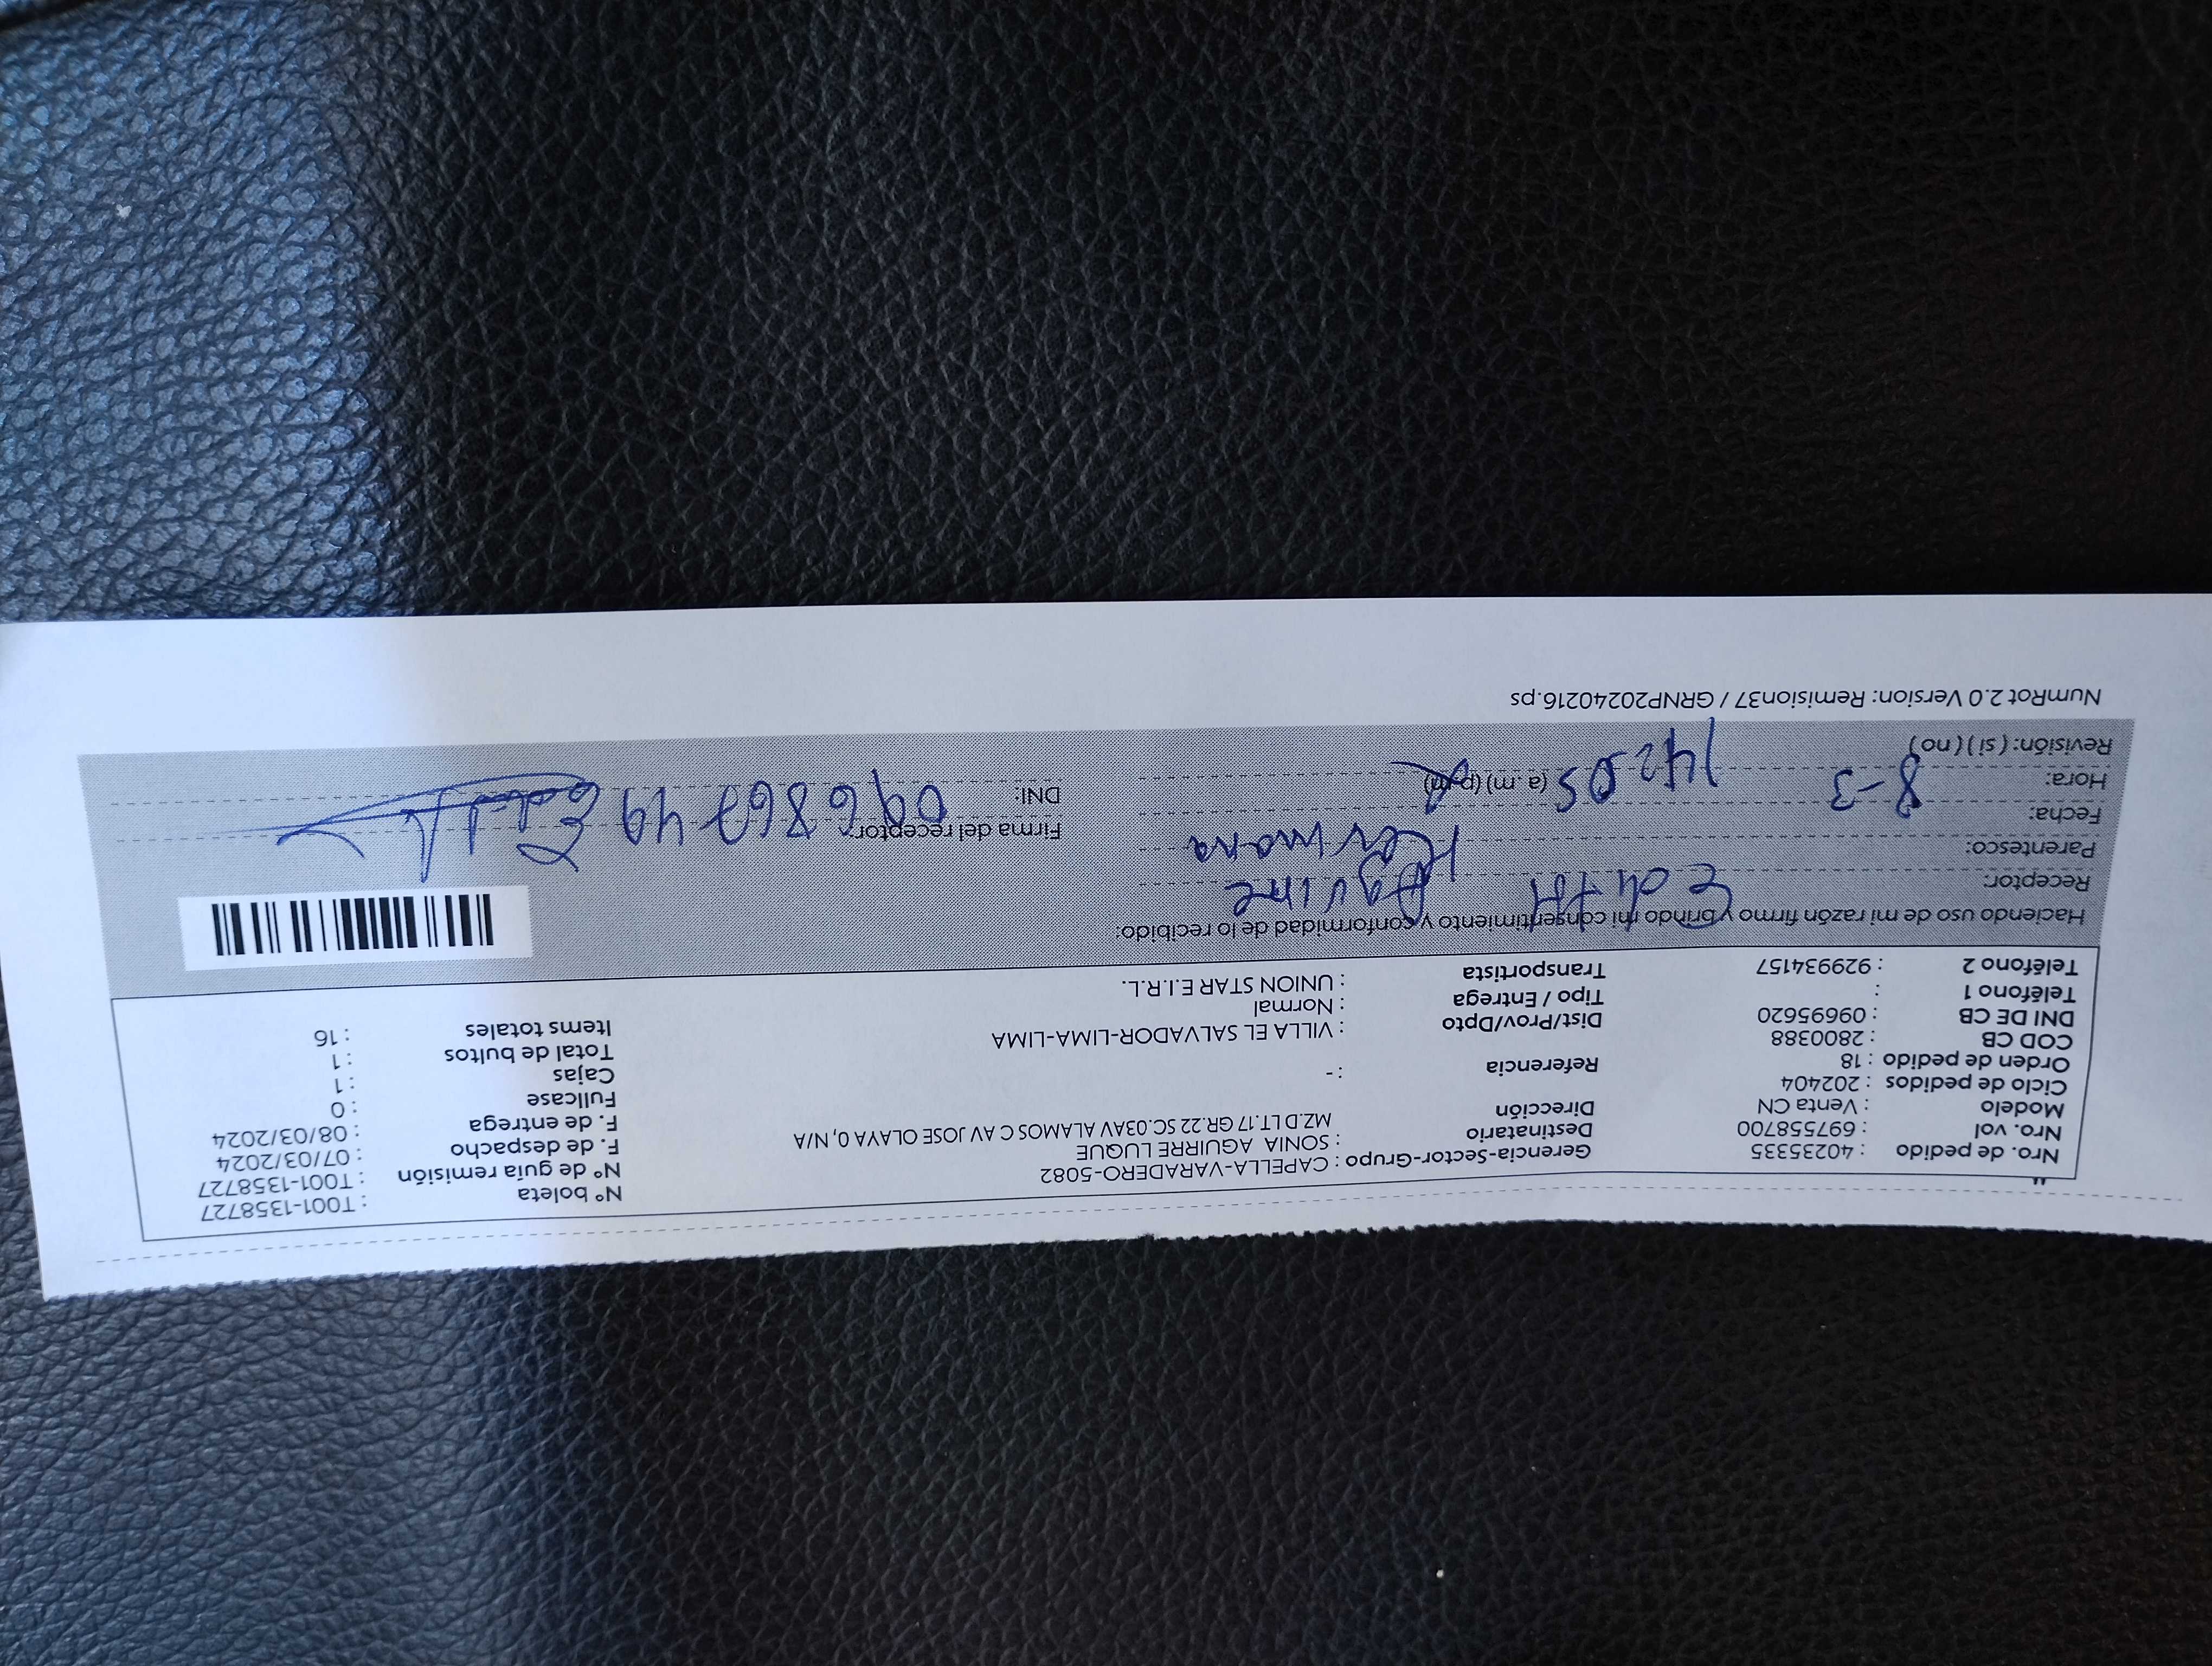 Nro. de pedido : 40235335 Gerencia-Sector-Grupo : CAPELLA-VARADERO-5082 N° boleta : T001-1358727
Nro. vol : 697558700 Destinatario : SONIA AGUIRRE LUQUE N° de guía remisión : T001-1358727
Modelo : Venta CN Dirección MZ.D LT.17 GR.22 SC.03AV ALAMOS C AV JOSE OLAYA 0, N/A F. de despacho : 07/03/2024
Ciclo de pedidos : 202404 F. de entrega : 08/03/2024
Orden de pedido : 18 Referencia : - Fullcase : 0
COD CB : 2800388 Cajas : 1
DNI DE CB : 09695620 Dist/Prov/Dpto : VILLA EL SALVADOR-LIMA-LIMA Total de bultos : 1
Teléfono 1 : Tipo / Entrega : Normal Items totales : 16
Teléfono 2 : 929934157 Transportista : UNION STAR E.I.R.L.
Haciendo uso de mi razón firmo y brindo mi consentimiento y conformidad de lo recibido:
Receptor: Edith Aguirre
Parentesco: Hermana
Fecha: 8-3 Firma del receptor:
Hora: 14:05 (a. m) (p.m) DNI: 09686749
Revisión: (si) (no)
NumRot 2.0 Version: Remision37 / GRNP20240216.ps